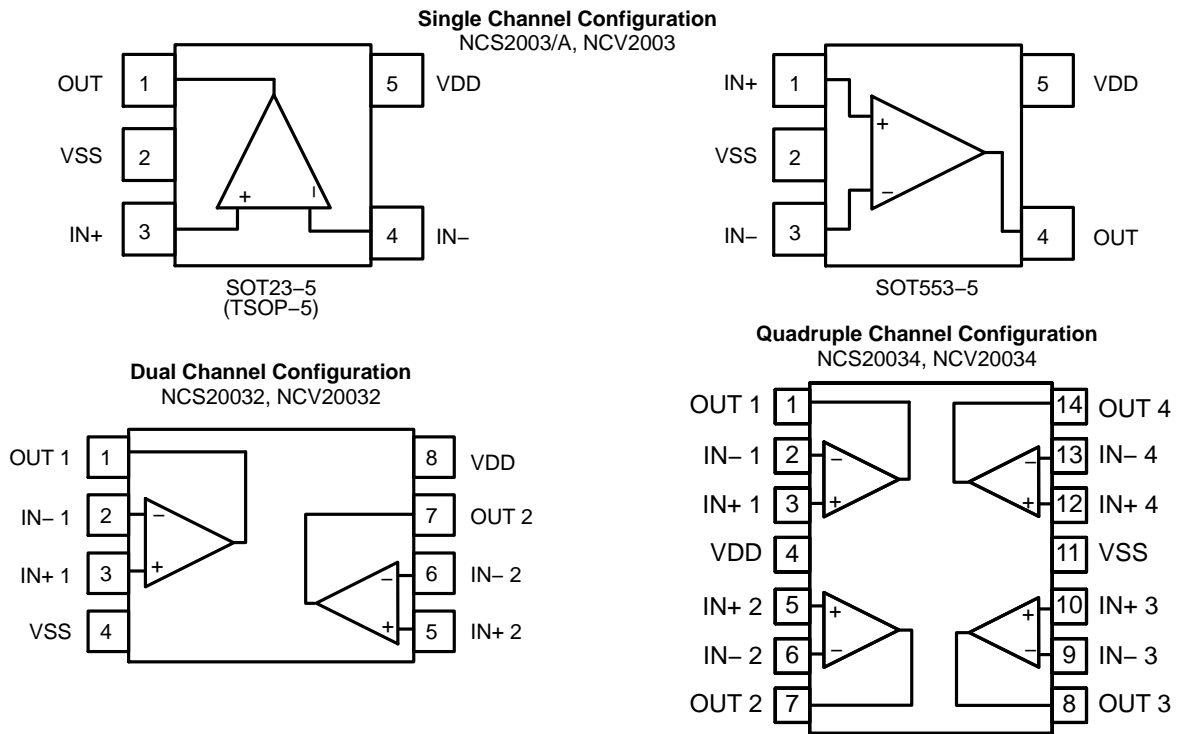 Single Channel Configuration
NCS2003/A, NCV2003
OUT 1
5 VDD
VSS 2
+ −
IN+ 3
4 IN−
SOT23−5
(TSOP−5)
IN+ 1
5 VDD
+
VSS 2
−
IN− 3
4 OUT
SOT553−5
Dual Channel Configuration
NCS20032, NCV20032
OUT 1 1
8 VDD
IN− 1 2 −
7 OUT 2
IN+ 1 3 +
− 6 IN− 2
VSS 4
+ 5 IN+ 2
Quadruple Channel Configuration
NCS20034, NCV20034
OUT 1 1
14 OUT 4
IN− 1 2 −
− 13 IN− 4
IN+ 1 3 +
+ 12 IN+ 4
VDD 4
11 VSS
IN+ 2 5 +
+ 10 IN+ 3
IN− 2 6 −
− 9 IN− 3
OUT 2 7
8 OUT 3